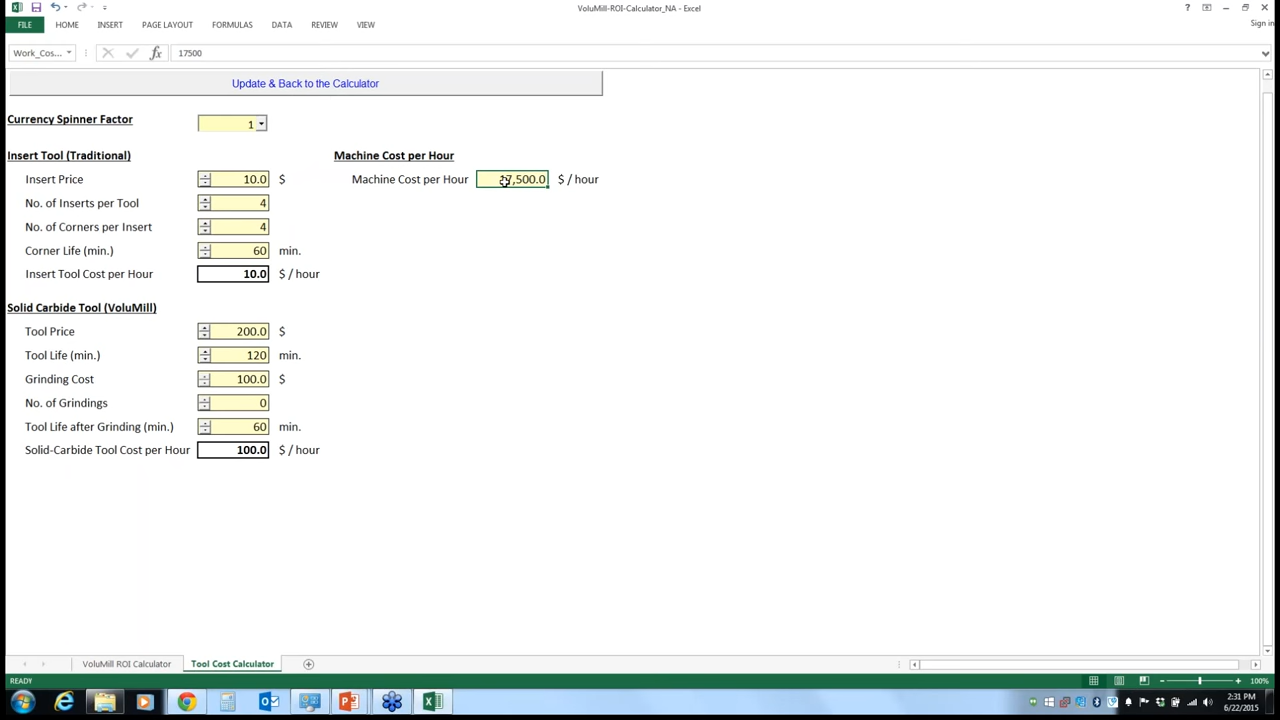 VoluMill-ROI-Calculator_NA - Excel
Sign in
FILE HOME INSERT PAGE LAYOUT FORMULAS DATA REVIEW VIEW
Work_Cos... 17500
Update & Back to the Calculator
Currency Spinner Factor 1
Insert Tool (Traditional) Machine Cost per Hour
Insert Price 10.0 $ Machine Cost per Hour 17,500.0 $ / hour
No. of Inserts per Tool 4
No. of Corners per Insert 4
Corner Life (min.) 60 min.
Insert Tool Cost per Hour 10.0 $ / hour
Solid Carbide Tool (VoluMill)
Tool Price 200.0 $
Tool Life (min.) 120 min.
Grinding Cost 100.0 $
No. of Grindings 0
Tool Life after Grinding (min.) 60 min.
Solid-Carbide Tool Cost per Hour 100.0 $ / hour
VoluMill ROI Calculator Tool Cost Calculator
READY 100%
2:31 PM
6/22/2015